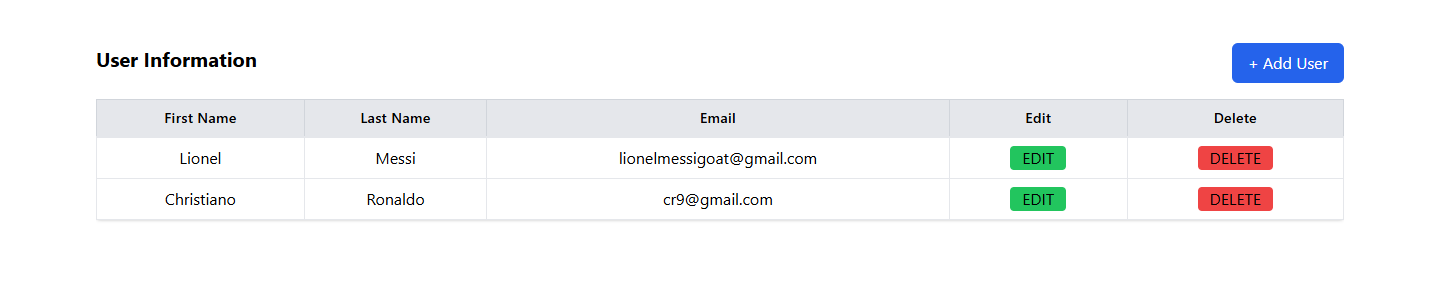 User Information
+ Add User
First Name Last Name Email Edit Delete
Lionel Messi lionelmessigoat@gmail.com EDIT DELETE
Christiano Ronaldo cr9@gmail.com EDIT DELETE